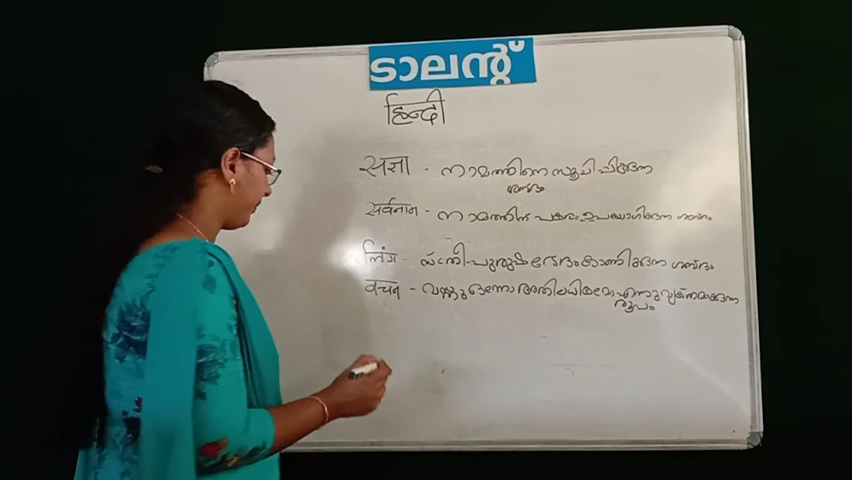 ടാലന്റ്
हिन्दी
सज्ञा - നാമത്തിനെ സൂചിപ്പിക്കുന്ന
ശബ്ദം
सर्वनाम - നാമത്തിന് പകരം ഉപയോഗിക്കുന്ന ശബ്ദം
लिंग - സ്ത്രീ-പുരുഷ ഭേദം കാണിക്കുന്ന ശബ്ദം
वचन - വസ്തു ഒന്നോ അതിലധികമോ എന്നു വ്യക്തമാക്കുന്ന
രൂപം